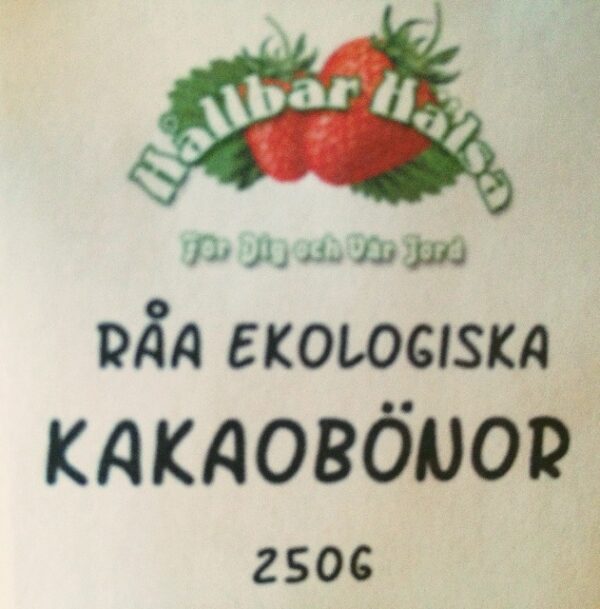 Hållbar Hälsa
För Dig och Vår Jord
RÅA EKOLOGISKA
KAKAOBÖNOR
250G